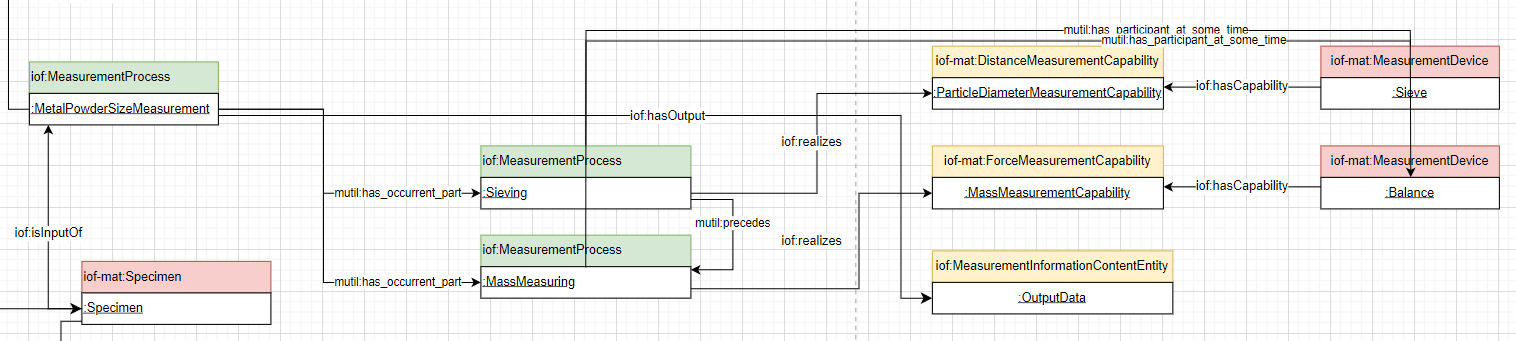 mutil:has_participant_at_some_time
mutil:has_participant_at_some_time
iof:MeasurementProcess
:MetalPowderSizeMeasurement
iof-mat:DistanceMeasurementCapability
:ParticleDiameterMeasurementCapability
iof:hasCapability
iof-mat:MeasurementDevice
:Sieve
iof:hasOutput
iof:realizes
iof:MeasurementProcess
:Sieving
mutil:has_occurrent_part
iof-mat:ForceMeasurementCapability
:MassMeasurementCapability
iof:hasCapability
iof-mat:MeasurementDevice
:Balance
mutil:precedes
iof:isInputOf
iof:realizes
iof:MeasurementProcess
:MassMeasuring
mutil:has_occurrent_part
iof:MeasurementInformationContentEntity
:OutputData
iof-mat:Specimen
:Specimen